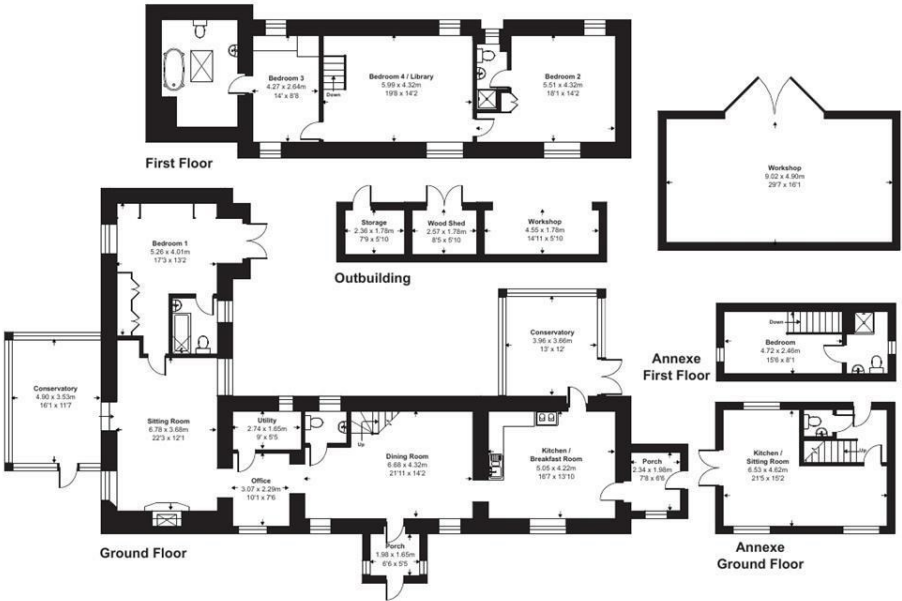 Bedroom 3
4.27 x 2.64m
14' x 8'8
Down
Bedroom 4 / Library
5.99 x 4.32m
19'8 x 14'2
Bedroom 2
5.51 x 4.32m
18'1 x 14'2
First Floor
Workshop
9.02 x 4.90m
29'7 x 16'1
Storage
2.36 x 1.78m
7'9 x 5'10
Wood Shed
2.57 x 1.78m
8'5 x 5'10
Workshop
4.55 x 1.78m
14'11 x 5'10
Outbuilding
Bedroom 1
5.26 x 4.01m
17'3 x 13'2
Conservatory
4.90 x 3.53m
16'1 x 11'7
Sitting Room
6.78 x 3.68m
22'3 x 12'1
Utility
2.74 x 1.65m
9' x 5'5
Office
3.07 x 2.29m
10'1 x 7'6
Up
Dining Room
6.68 x 4.32m
21'11 x 14'2
Conservatory
3.96 x 3.66m
13' x 12'
Kitchen /
Breakfast Room
5.05 x 4.22m
16'7 x 13'10
Porch
2.34 x 1.98m
7'8 x 6'6
Porch
1.98 x 1.65m
6'6 x 5'5
Ground Floor
Down
Bedroom
4.72 x 2.46m
15'6 x 8'1
Annexe
First Floor
Kitchen /
Sitting Room
6.53 x 4.62m
21'5 x 15'2
Up
Annexe
Ground Floor